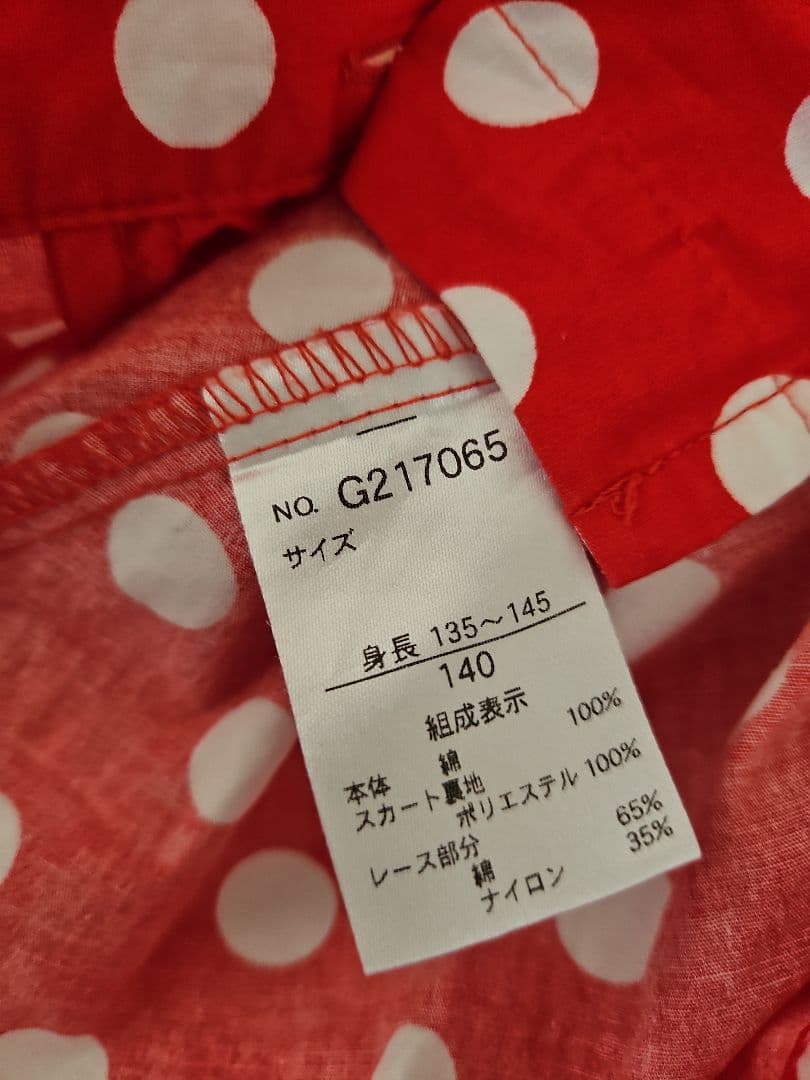 NO. G217065
サイズ
身長 135～145
140
組成表示
本体 綿 100%
スカート裏地
ポリエステル 100%
レース部分
綿 65%
ナイロン 35%